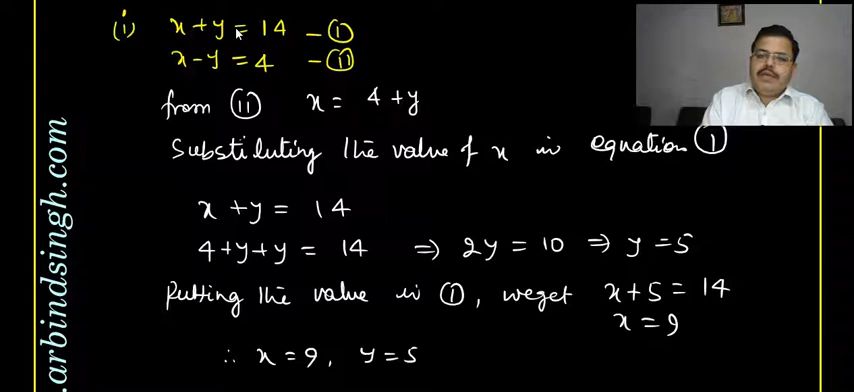 (i) x + y = 14 — (I)
x - y = 4 — (II)
from (II) x = 4 + y
Substituting the value of x in equation (I)
x + y = 14
4 + y + y = 14 ⇒ 2y = 10 ⇒ y = 5
Putting the value in (I), we get x + 5 = 14
x = 9
∴ x = 9, y = 5
.arbindsingh.com